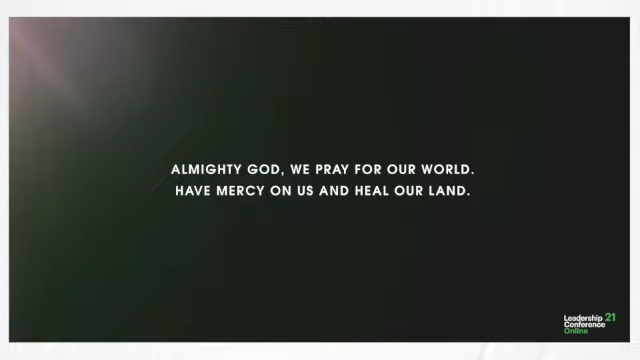 ALMIGHTY GOD, WE PRAY FOR OUR WORLD.
HAVE MERCY ON US AND HEAL OUR LAND.
Leadership 21
Conference
Online